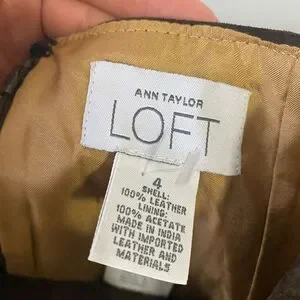 ANN TAYLOR
LOFT
4
SHELL:
100% LEATHER
LINING:
100% ACETATE
MADE IN INDIA
WITH IMPORTED
LEATHER AND
MATERIALS